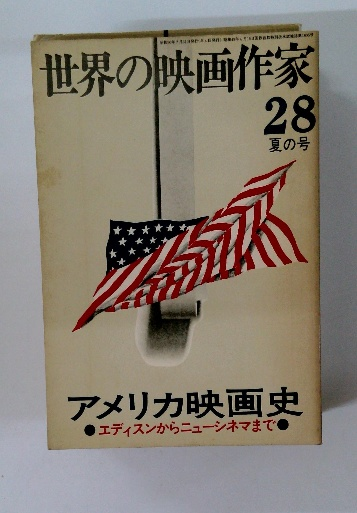 世界の映画作家
28
夏の号
アメリカ映画史
●エディスンからニューシネマまで●